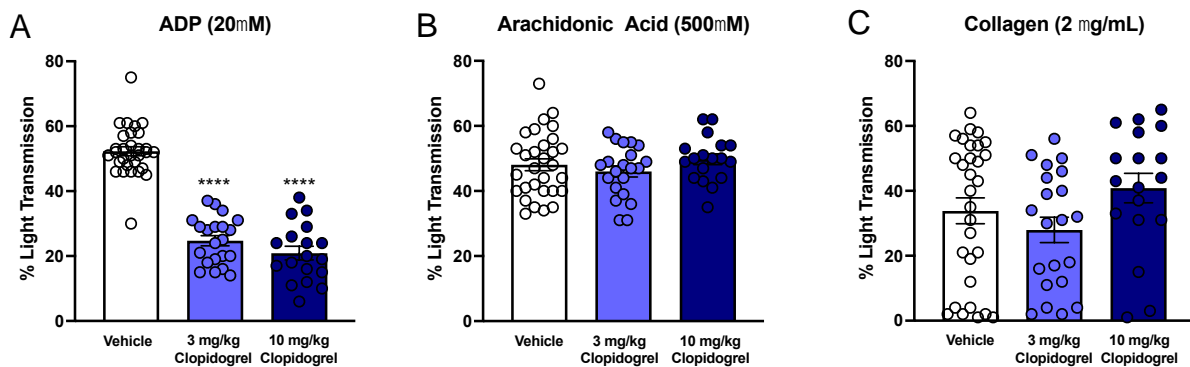 A
ADP (20mM)
% Light Transmission
80
60
40
20
0
****
****
Vehicle
3 mg/kg
Clopidogrel
10 mg/kg
Clopidogrel
B
Arachidonic Acid (500mM)
% Light Transmission
80
60
40
20
0
Vehicle
3 mg/kg
Clopidogrel
10 mg/kg
Clopidogrel
C
Collagen (2 mg/mL)
% Light Transmission
80
60
40
20
0
Vehicle
3 mg/kg
Clopidogrel
10 mg/kg
Clopidogrel